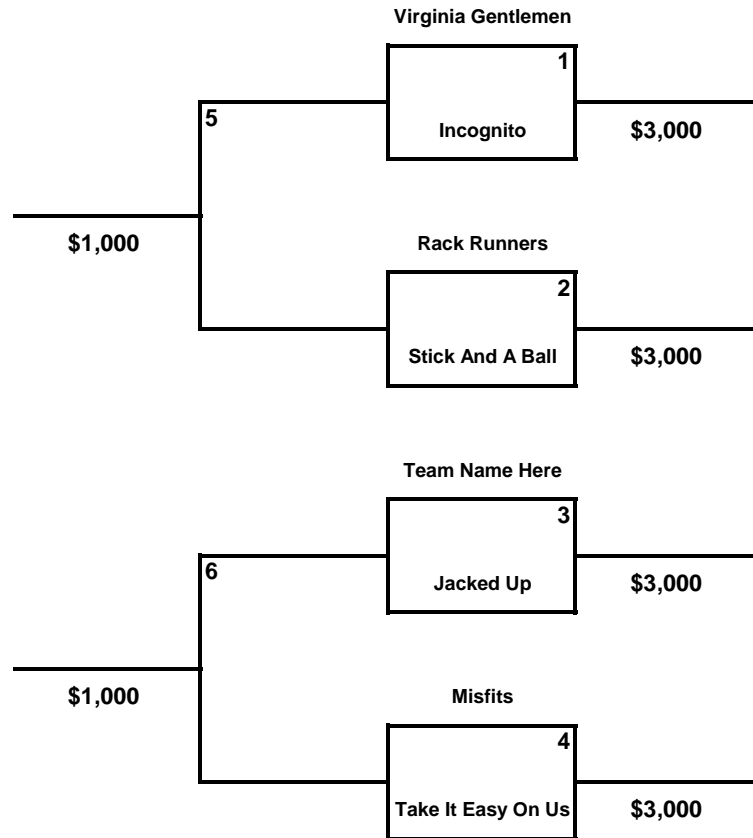 Virginia Gentlemen
1
5
Incognito
$3,000
$1,000
Rack Runners
2
Stick And A Ball
$3,000
Team Name Here
3
6
Jacked Up
$3,000
$1,000
Misfits
4
Take It Easy On Us
$3,000